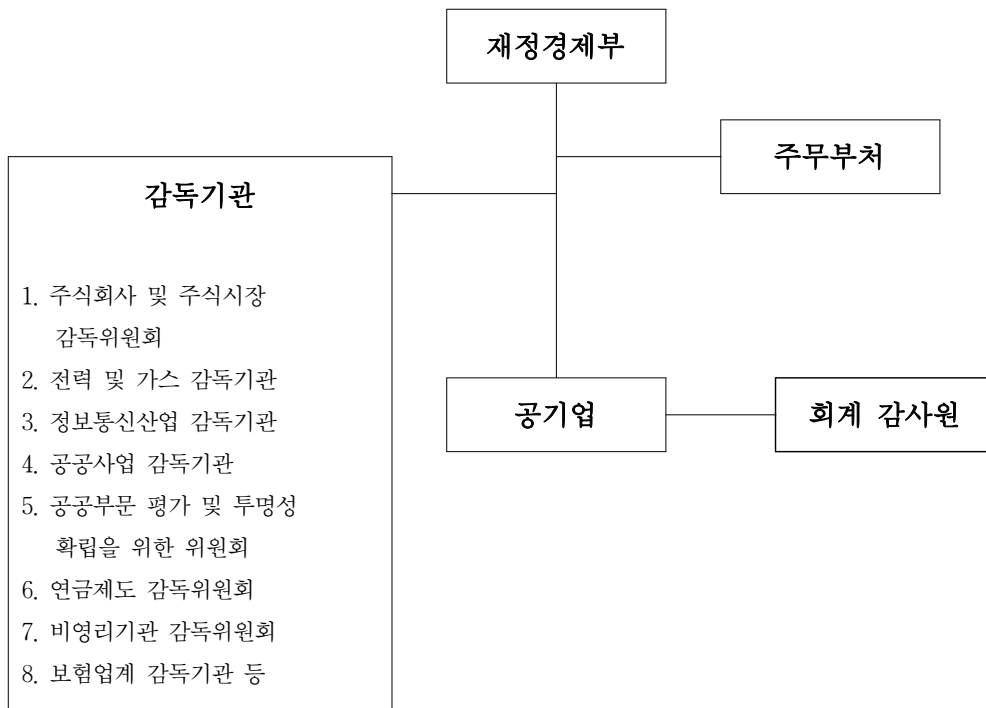 재정경제부
주무부처
감독기관
1. 주식회사 및 주식시장
감독위원회
2. 전력 및 가스 감독기관
3. 정보통신산업 감독기관
4. 공공사업 감독기관
5. 공공부문 평가 및 투명성
확립을 위한 위원회
6. 연금제도 감독위원회
7. 비영리기관 감독위원회
8. 보험업계 감독기관 등
공기업
회계 감사원